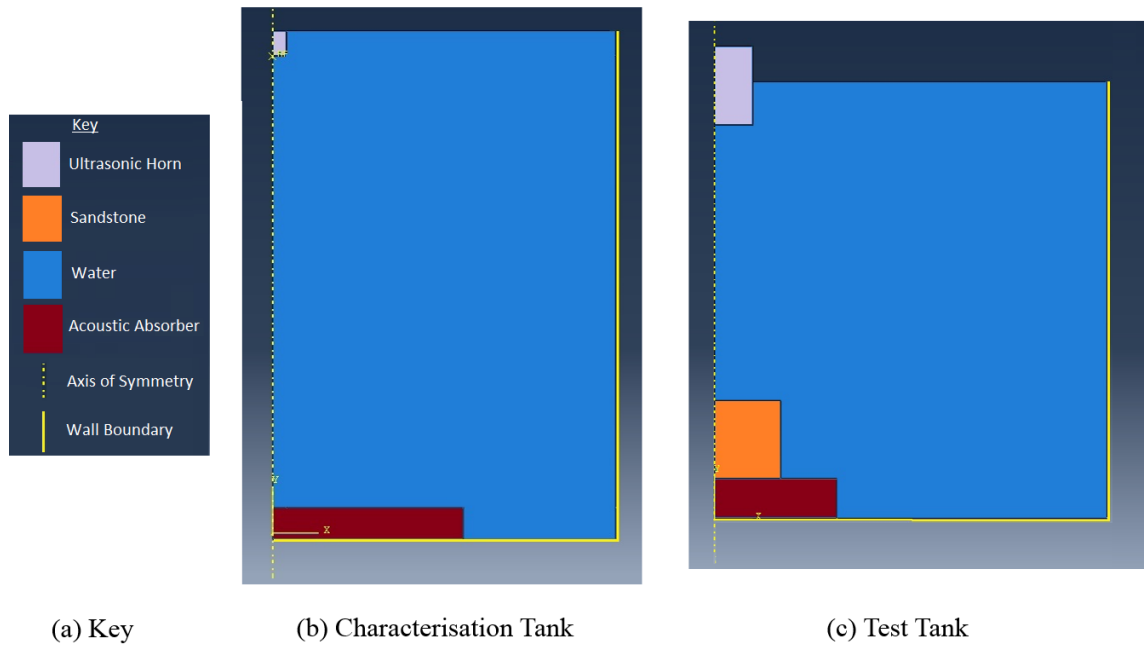 Key
Ultrasonic Horn
Sandstone
Water
Acoustic Absorber
Axis of Symmetry
Wall Boundary
Y
X
Y
X
(a) Key
(b) Characterisation Tank
(c) Test Tank